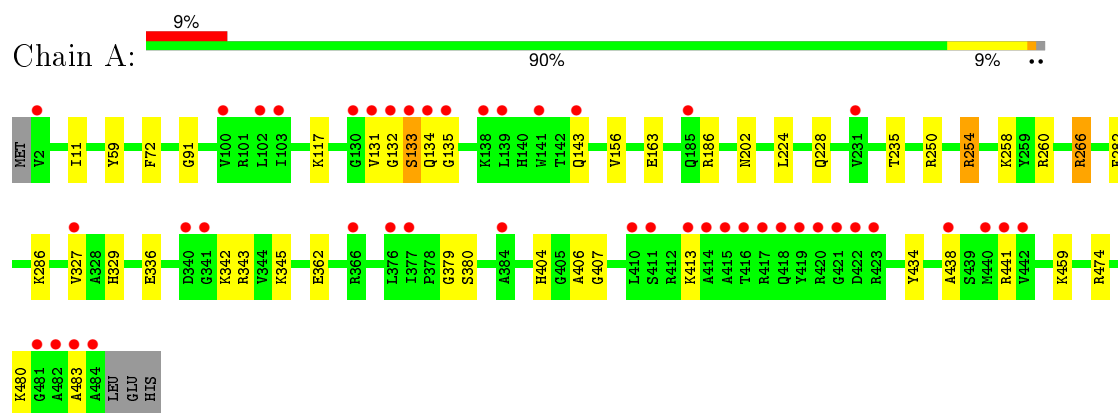 9%
Chain A:
90% 9% ••
MET V2 I11 Y59 F72 G91 V100 R101 L102 I103 K117 G130 V131 G132 S133 Q134 G135 K138 L139 H140 W141 T142 Q143 V156 E163 Q185 R186 N202 L224 Q228 V231 T235 R250 R254 K258 Y259 R260 R266
K286 V327 A328 H329 E336 D340 G341 K342 R343 V344 K345 E362 R366 L376 I377 P378 G379 S380 A384 H404 G405 A406 G407 L410 S411 R412 K413 A414 A415 T416 R417 Q418 Y419 R420 G421 D422 R423 Y434 A438 S439 M440 R441 V442 K459 R474
K480 G481 A482 A483 A484 LEU GLU HIS